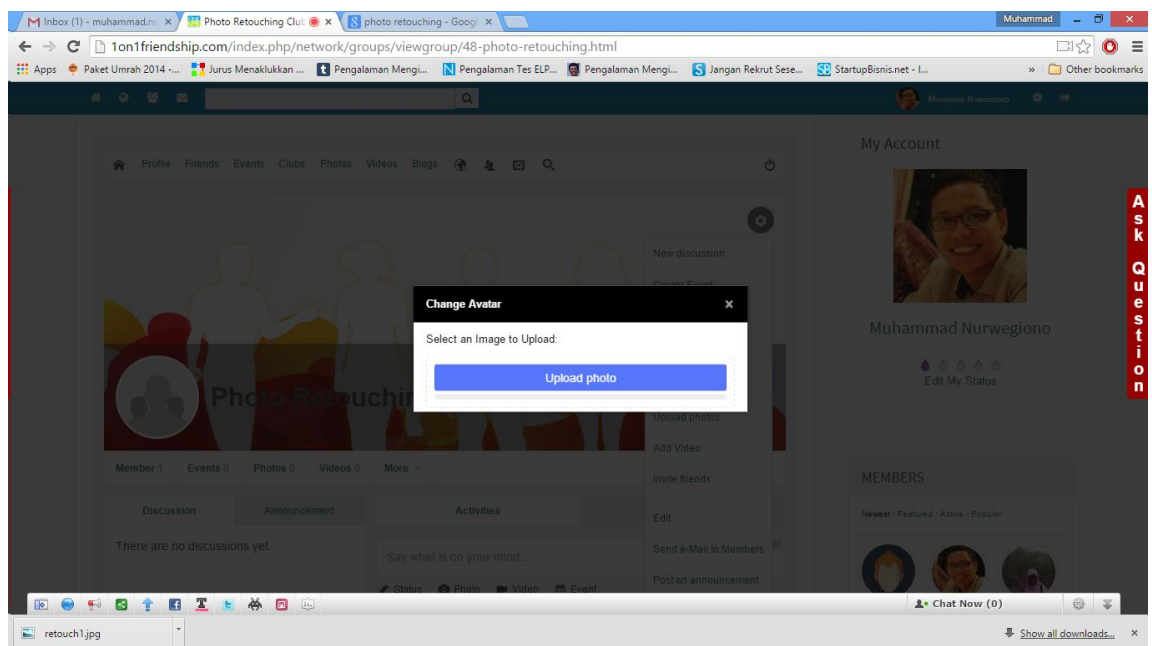 Inbox (1) - muhammad.nu
Photo Retouching Club
photo retouching - Googl
Muhammad
1on1friendship.com/index.php/network/groups/viewgroup/48-photo-retouching.html
Apps
Paket Umrah 2014 -...
Jurus Menaklukkan ...
Pengalaman Mengi...
Pengalaman Tes ELP...
Pengalaman Mengi...
Jangan Rekrut Sese...
StartupBisnis.net - I...
»
Other bookmarks
Muhammad Nurwegiono
Profile Friends Events Clubs Photos Videos Blogs
My Account
Ask Question
New discussion
Create Event
Change Avatar ×
Select an Image to Upload:
Upload photo
Muhammad Nurwegiono
Edit My Status
Photo Retouching
Upload photos
Add Video
Invite friends
Member 1 Events 0 Photos 0 Videos 0 More
MEMBERS
Edit
Newest · Featured · Active · Popular
Discussion Announcement Activities
There are no discussions yet.
Say what is on your mind.
Send e-Mail to Members
Status Photo Video Event
Post an announcement
Chat Now (0)
retouch1.jpg
Show all downloads...